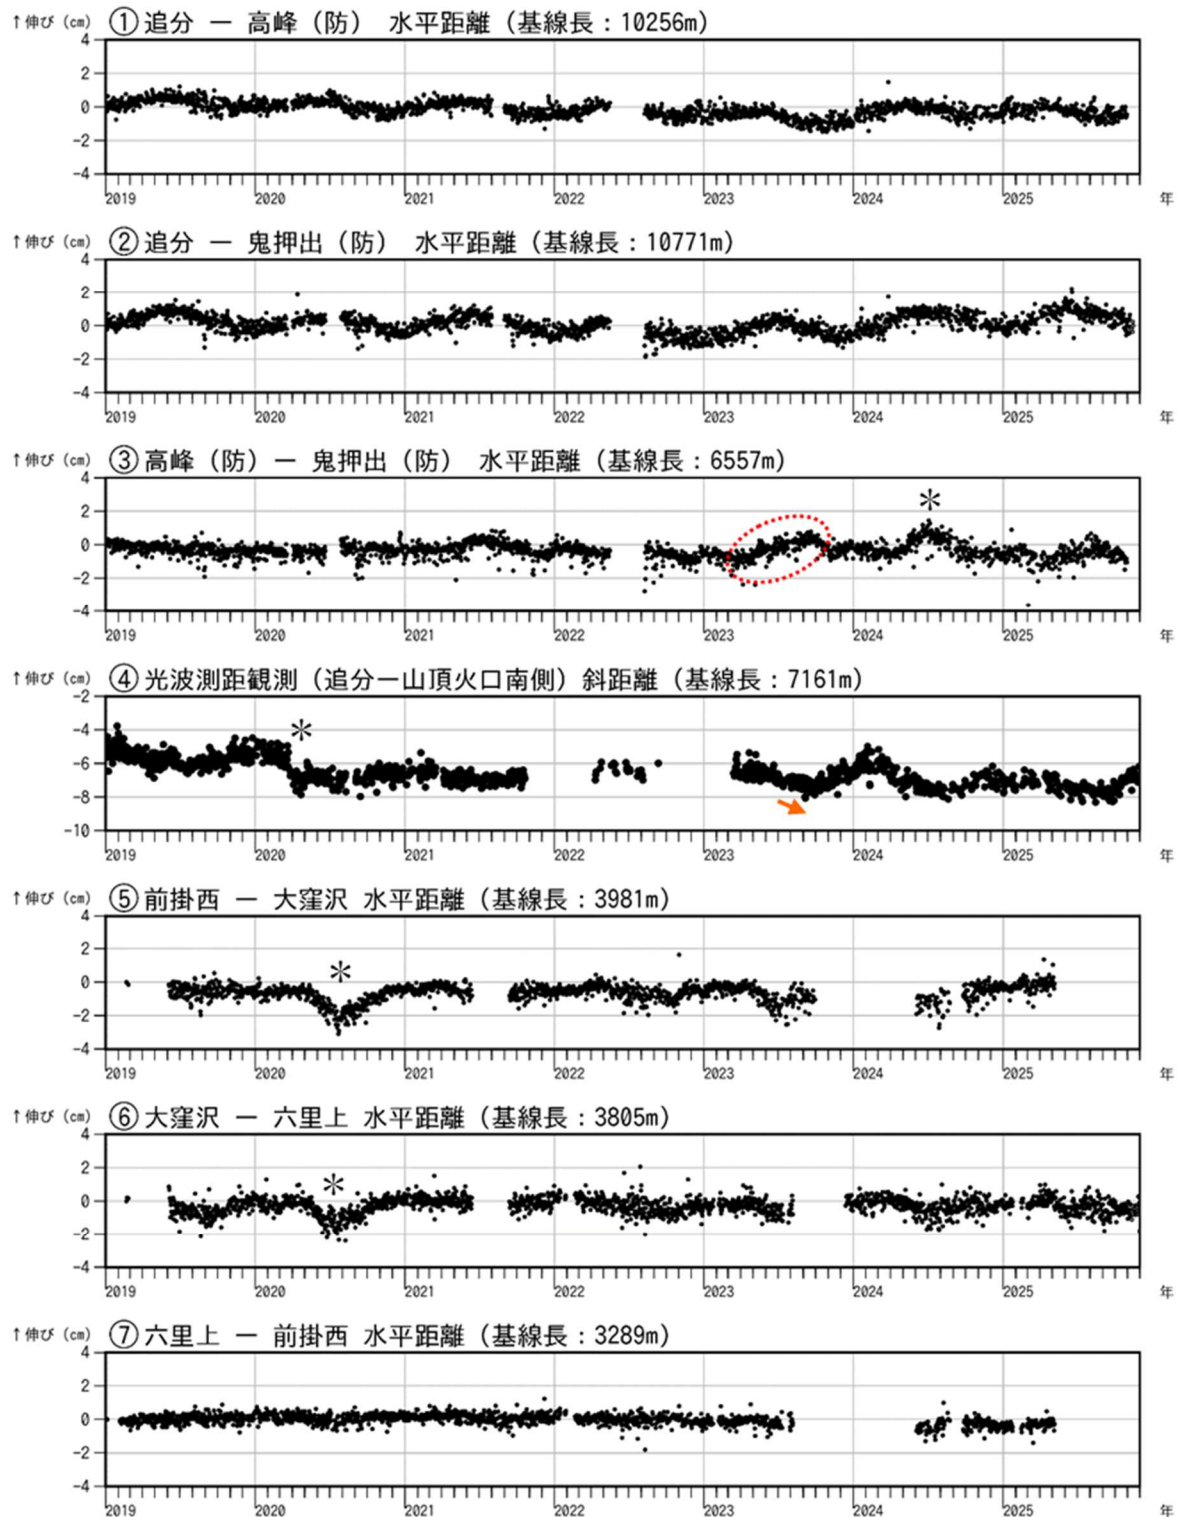 ↑伸び（cm） ①追分 － 高峰（防） 水平距離（基線長：10256m）
4
2
0
-2
-4
2019 2020 2021 2022 2023 2024 2025 年
↑伸び（cm） ②追分 － 鬼押出（防） 水平距離（基線長：10771m）
4
2
0
-2
-4
2019 2020 2021 2022 2023 2024 2025 年
↑伸び（cm） ③高峰（防）－ 鬼押出（防） 水平距離（基線長：6557m）
4
＊
2
0
-2
-4
2019 2020 2021 2022 2023 2024 2025 年
↑伸び（cm） ④光波測距観測（追分－山頂火口南側）斜距離（基線長：7161m）
-2
-4 ＊
-6
-8
-10
2019 2020 2021 2022 2023 2024 2025 年
↑伸び（cm） ⑤前掛西 － 大窪沢 水平距離（基線長：3981m）
4
2
＊
0
-2
-4
2019 2020 2021 2022 2023 2024 2025 年
↑伸び（cm） ⑥大窪沢 － 六里上 水平距離（基線長：3805m）
4
2
＊
0
-2
-4
2019 2020 2021 2022 2023 2024 2025 年
↑伸び（cm） ⑦六里上 － 前掛西 水平距離（基線長：3289m）
4
2
0
-2
-4
2019 2020 2021 2022 2023 2024 2025 年